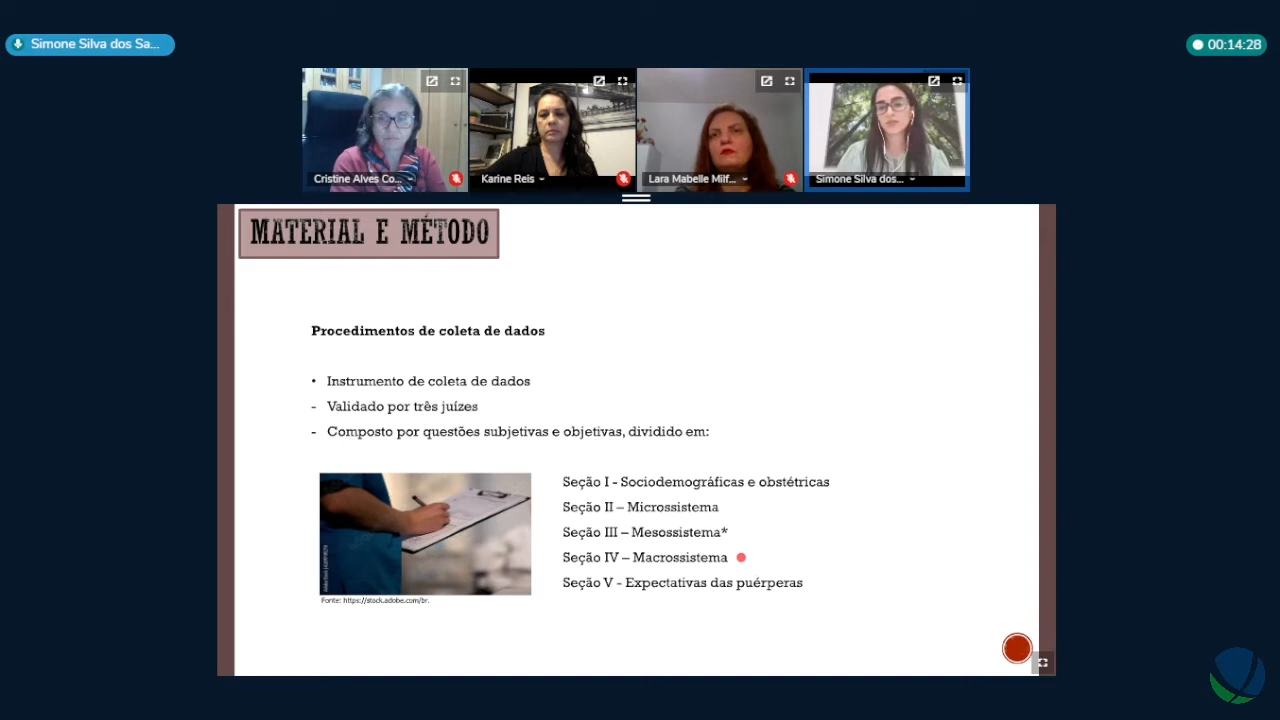 Simone Silva dos Sa...
00:14:28
Cristine Alves Co...
Karine Reis
Lara Mabelle Milf...
Simone Silva dos...
MATERIAL E MÉTODO
Procedimentos de coleta de dados
• Instrumento de coleta de dados
- Validado por três juízes
- Composto por questões subjetivas e objetivas, dividido em:
Seção I - Sociodemográficas e obstétricas
Seção II – Microssistema
Seção III – Mesossistema*
Seção IV – Macrossistema
Seção V - Expectativas das puérperas
Fonte: https://stock.adobe.com/br.